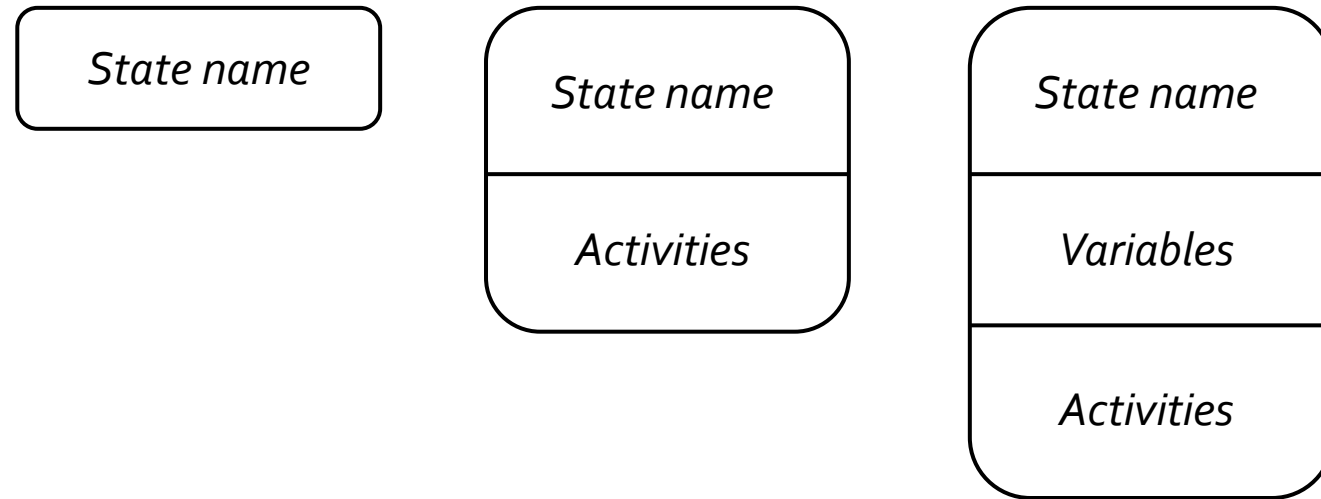 State name
State name
Activities
State name
Variables
Activities